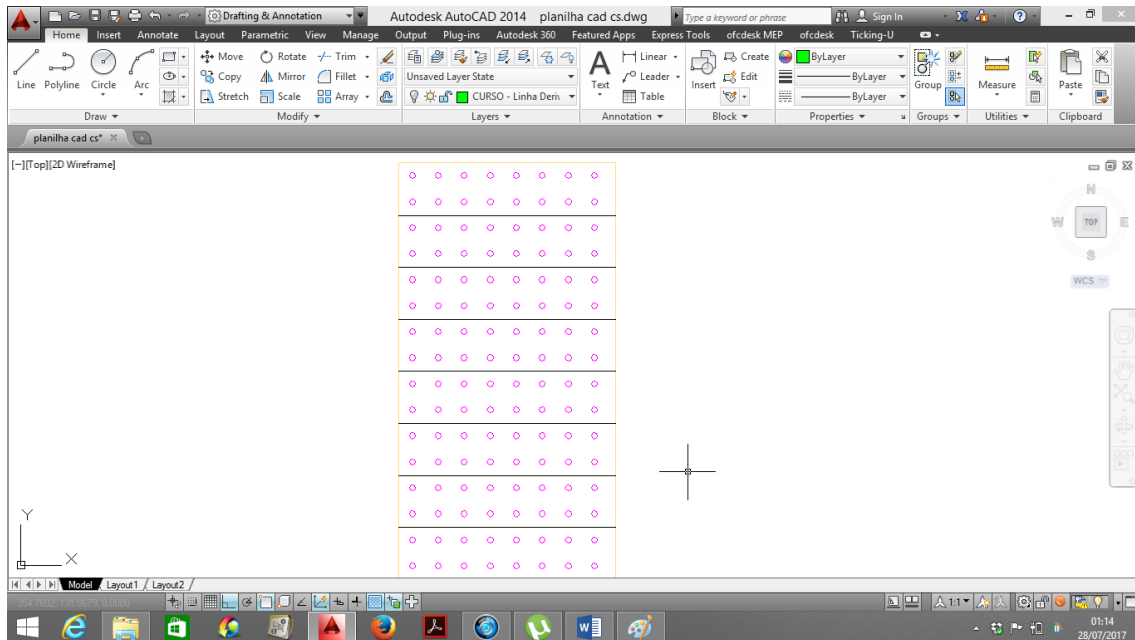 Drafting & Annotation
Autodesk AutoCAD 2014 planilha cad cs.dwg
Type a keyword or phrase
Sign In
Home Insert Annotate Layout Parametric View Manage Output Plug-ins Autodesk 360 Featured Apps Express Tools ofcdesk MEP ofcdesk Ticking-U
Line Polyline Circle Arc
Move Rotate Trim
Copy Mirror Fillet
Stretch Scale Array
Unsaved Layer State
CURSO - Linha Deriv
Text
Linear
Leader
Table
Insert
Create
Edit
ByLayer
ByLayer
ByLayer
Group
Measure
Paste
Draw Modify Layers Annotation Block Properties Groups Utilities Clipboard
planilha cad cs*
[−][Top][2D Wireframe]
N
W TOP E
S
WCS
Y
X
Model Layout1 Layout2
1:1
01:14
28/07/2017